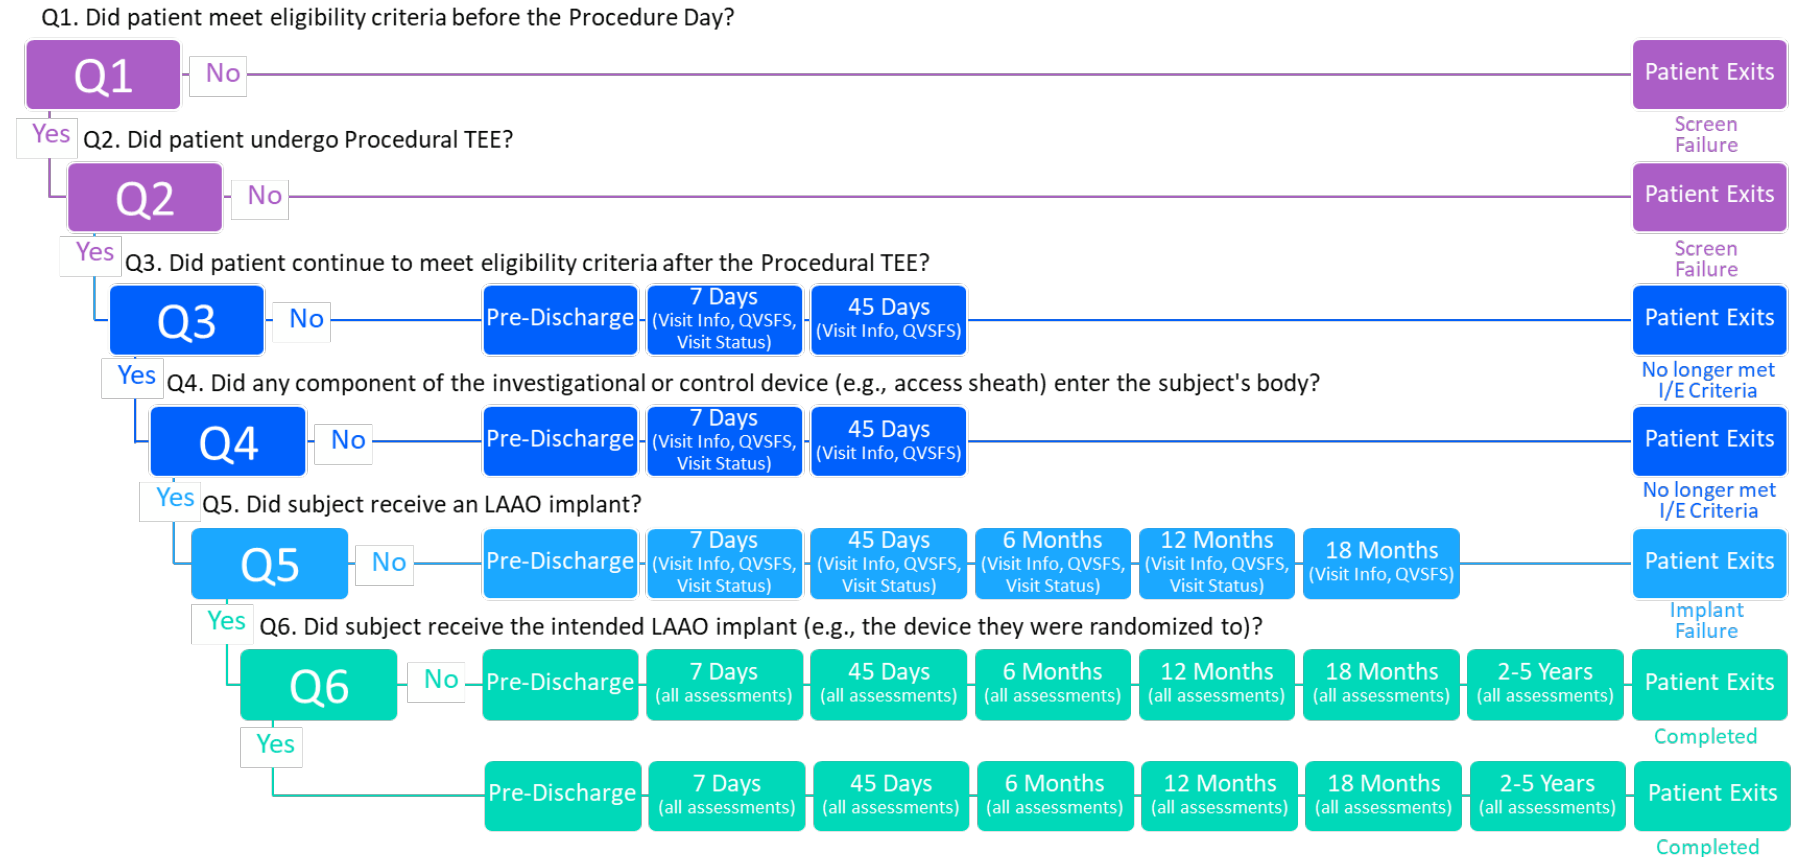 Q1. Did patient meet eligibility criteria before the Procedure Day?
Q1
No
Patient Exits
Screen
Failure
Yes
Q2. Did patient undergo Procedural TEE?
Q2
No
Patient Exits
Screen
Failure
Yes
Q3. Did patient continue to meet eligibility criteria after the Procedural TEE?
Q3
No
Pre-Discharge
7 Days
(Visit Info, QVSFS,
Visit Status)
45 Days
(Visit Info, QVSFS)
Patient Exits
No longer met
I/E Criteria
Yes
Q4. Did any component of the investigational or control device (e.g., access sheath) enter the subject's body?
Q4
No
Pre-Discharge
7 Days
(Visit Info, QVSFS,
Visit Status)
45 Days
(Visit Info, QVSFS)
Patient Exits
No longer met
I/E Criteria
Yes
Q5. Did subject receive an LAAO implant?
Q5
No
Pre-Discharge
7 Days
(Visit Info, QVSFS,
Visit Status)
45 Days
(Visit Info, QVSFS,
Visit Status)
6 Months
(Visit Info, QVSFS,
Visit Status)
12 Months
(Visit Info, QVSFS,
Visit Status)
18 Months
(Visit Info, QVSFS)
Patient Exits
Implant
Failure
Yes
Q6. Did subject receive the intended LAAO implant (e.g., the device they were randomized to)?
Q6
No
Pre-Discharge
7 Days
(all assessments)
45 Days
(all assessments)
6 Months
(all assessments)
12 Months
(all assessments)
18 Months
(all assessments)
2-5 Years
(all assessments)
Patient Exits
Completed
Yes
Pre-Discharge
7 Days
(all assessments)
45 Days
(all assessments)
6 Months
(all assessments)
12 Months
(all assessments)
18 Months
(all assessments)
2-5 Years
(all assessments)
Patient Exits
Completed